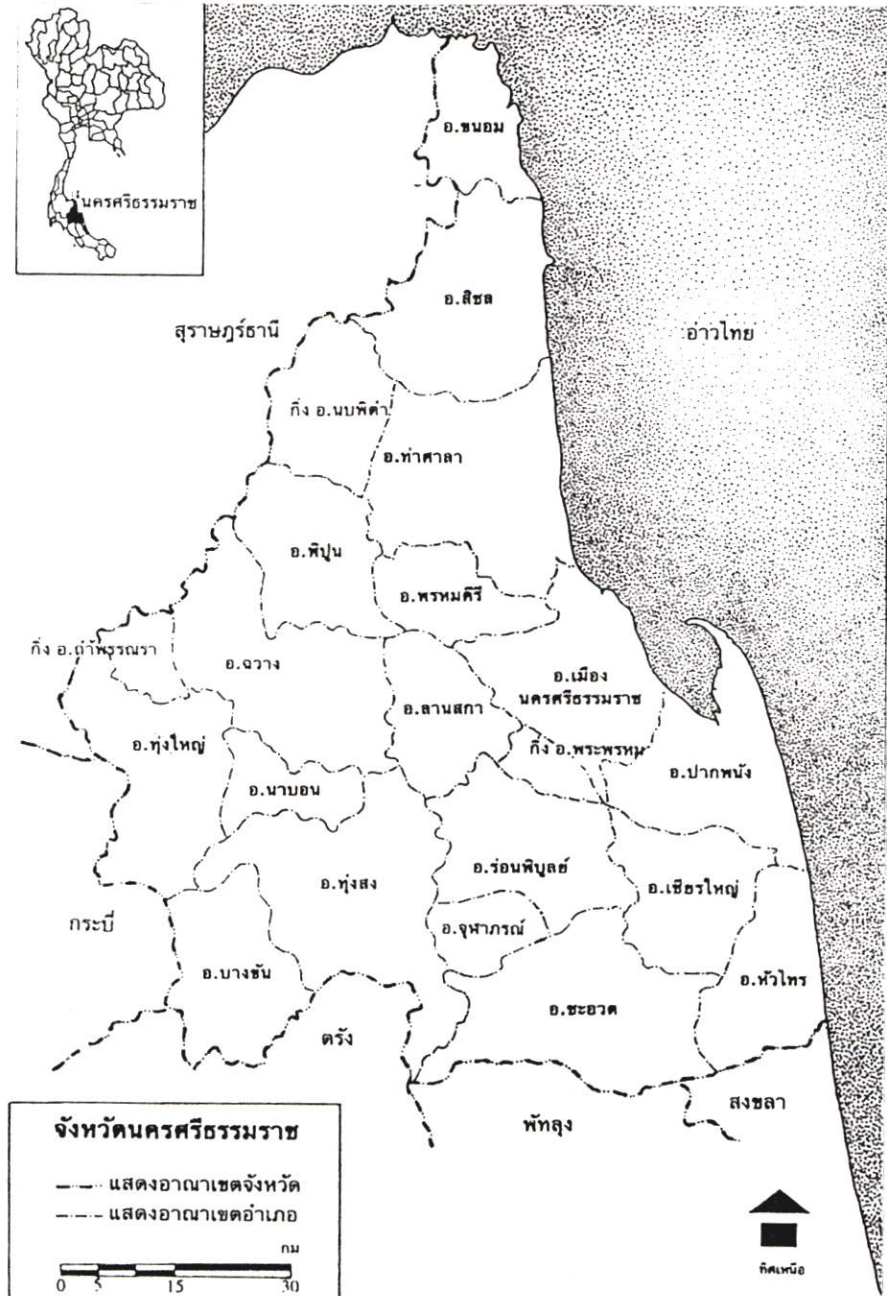 นครศรีธรรมราช
อ.ขนอม
อ.สิชล
สุราษฎร์ธานี
อ่าวไทย
กิ่ง อ.นบพิตำ
อ.ท่าศาลา
อ.พิปูน
อ.พรหมคีรี
กิ่ง อ.ถ้ำพรรณรา
อ.ฉวาง
อ.เมือง
นครศรีธรรมราช
อ.ลานสกา
อ.ทุ่งใหญ่
กิ่ง อ.พระพรหม
อ.ปากพนัง
อ.นาบอน
อ.ร่อนพิบูลย์
อ.ทุ่งสง
อ.เชียรใหญ่
กระบี่
อ.จุฬาภรณ์
อ.บางขัน
อ.หัวไทร
อ.ชะอวด
ตรัง
สงขลา
พัทลุง
จังหวัดนครศรีธรรมราช
แสดงอาณาเขตจังหวัด
แสดงอาณาเขตอำเภอ
กม
0 5 15 30
ทิศเหนือ